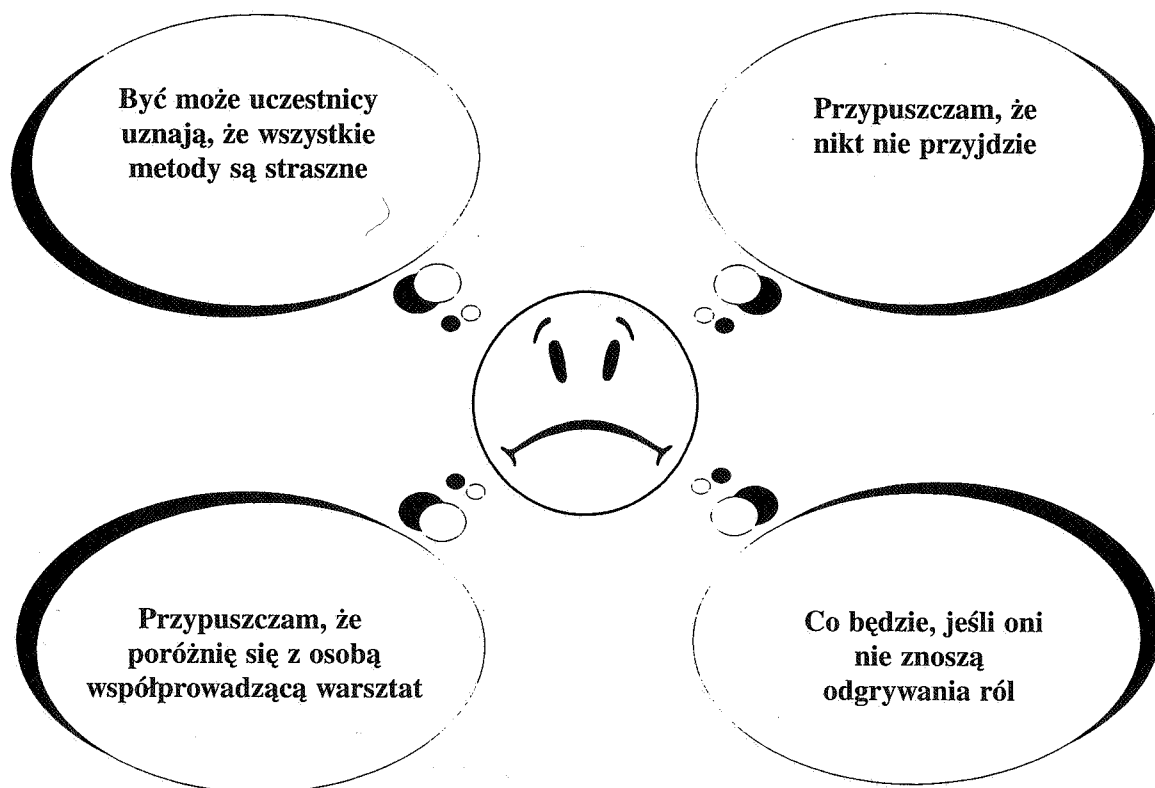 Być może uczestnicy
uznają, że wszystkie
metody są straszne
Przypuszczam, że
nikt nie przyjdzie
Przypuszczam, że
poróżnię się z osobą
współprowadzącą warsztat
Co będzie, jeśli oni
nie znoszą
odgrywania ról